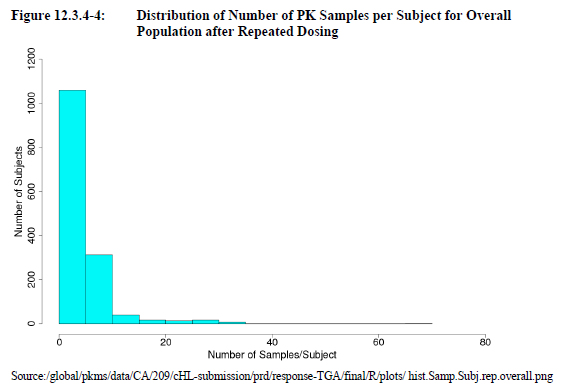 Figure 12.3.4-4: Distribution of Number of PK Samples per Subject for Overall
Population after Repeated Dosing
1200
1000
800
600
400
200
0
Number of Subjects
0 20 40 60 80
Number of Samples/Subject
Source:/global/pkms/data/CA/209/cHL-submission/prd/response-TGA/final/R/plots/ hist.Samp.Subj.rep.overall.png